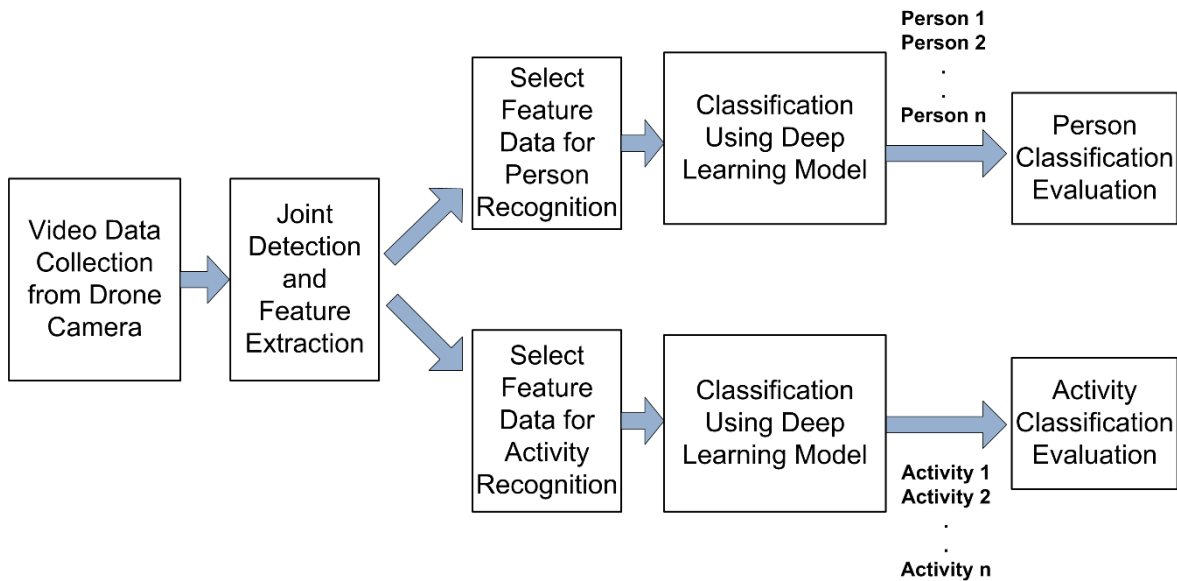 Video Data
Collection
from Drone
Camera
Joint
Detection
and
Feature
Extraction
Select
Feature
Data for
Person
Recognition
Classification
Using Deep
Learning Model
Person 1
Person 2
.
.
Person n
Person
Classification
Evaluation
Select
Feature
Data for
Activity
Recognition
Classification
Using Deep
Learning Model
Activity 1
Activity 2
.
.
Activity n
Activity
Classification
Evaluation